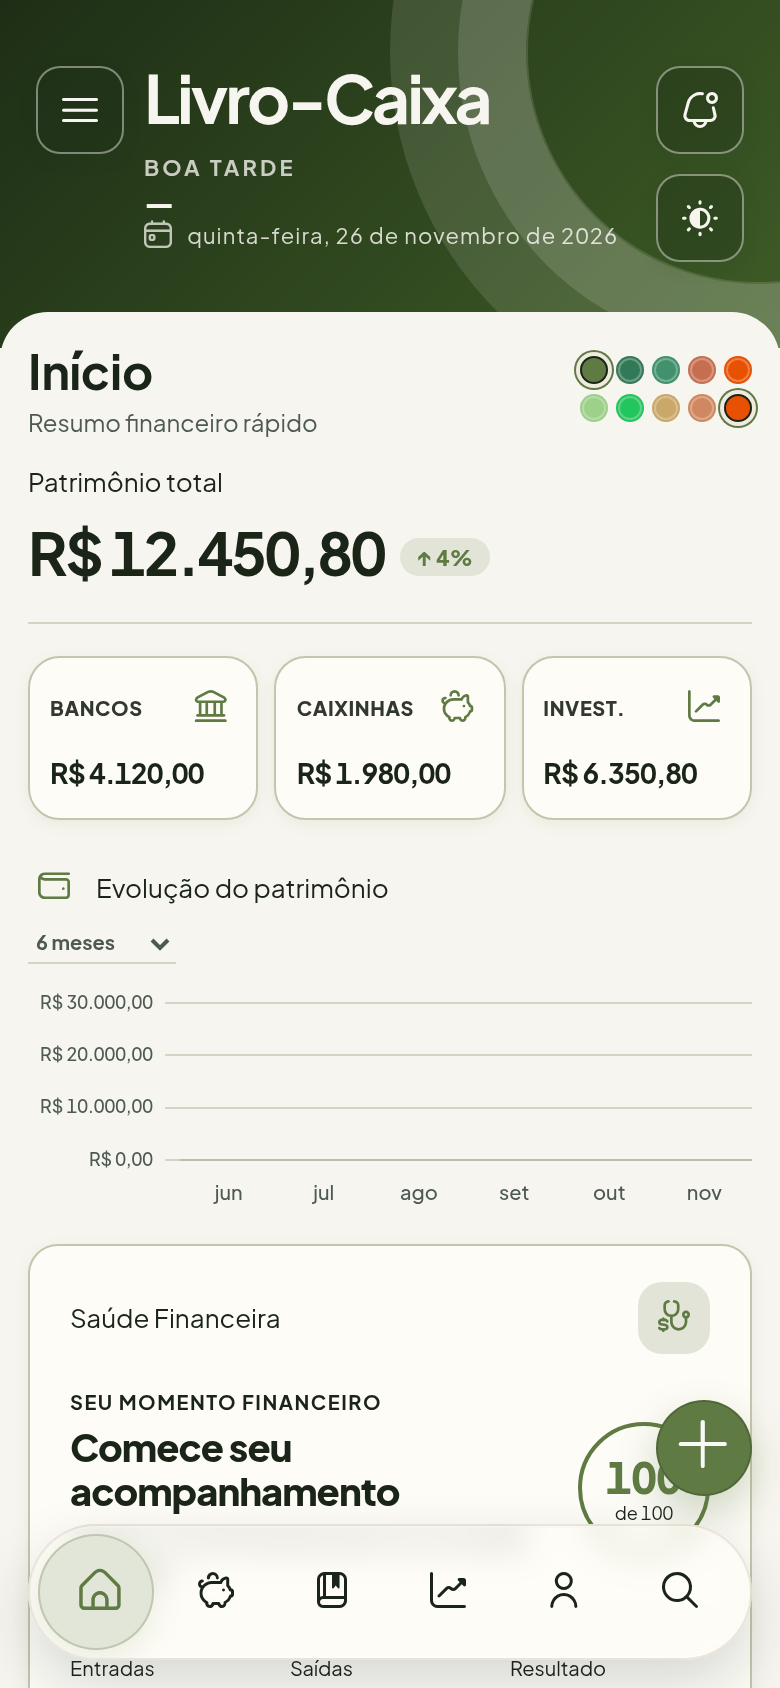 Livro-Caixa
BOA TARDE
quinta-feira, 26 de novembro de 2026
Início
Resumo financeiro rápido
Patrimônio total
R$ 12.450,80 ↑ 4%
BANCOS
R$ 4.120,00
CAIXINHAS
R$ 1.980,00
INVEST.
R$ 6.350,80
Evolução do patrimônio
6 meses
R$ 30.000,00
R$ 20.000,00
R$ 10.000,00
R$ 0,00
jun jul ago set out nov
Saúde Financeira
SEU MOMENTO FINANCEIRO
Comece seu
acompanhamento
100
de 100
Entradas Saídas Resultado